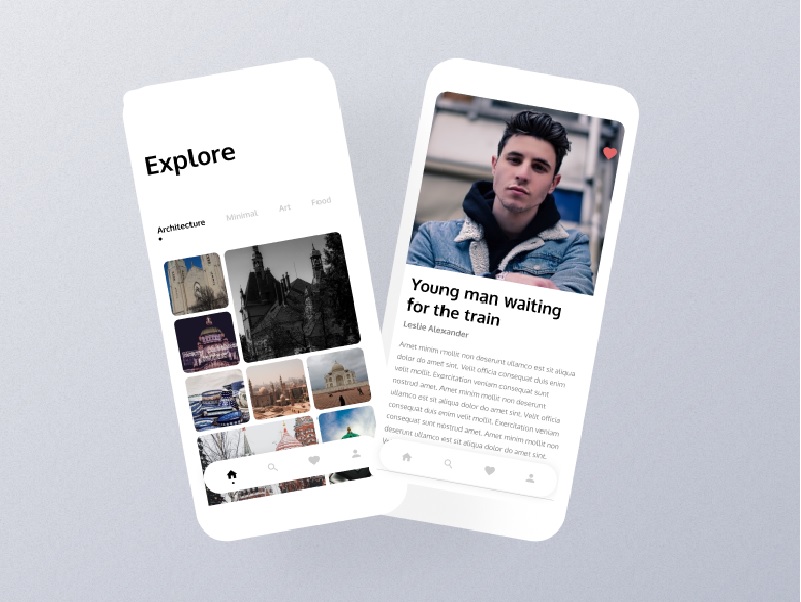 Explore
Architecture
Minimak
Art
Food
Young man waiting
for the train
Leslie Alexander
Amet minim mollit non deserunt ullamco est sit aliqua
dolor do amet sint. Velit officia consequat duis enim
velit mollit. Exercitation veniam consequat sunt
nostrud amet. Amet minim mollit non deserunt
ullamco est sit aliqua dolor do amet sint. Velit officia
consequat duis enim velit mollit. Exercitation veniam
consequat sunt nostrud amet. Amet minim mollit non
deserunt ullamco est sit aliqua dolor do amet sint.